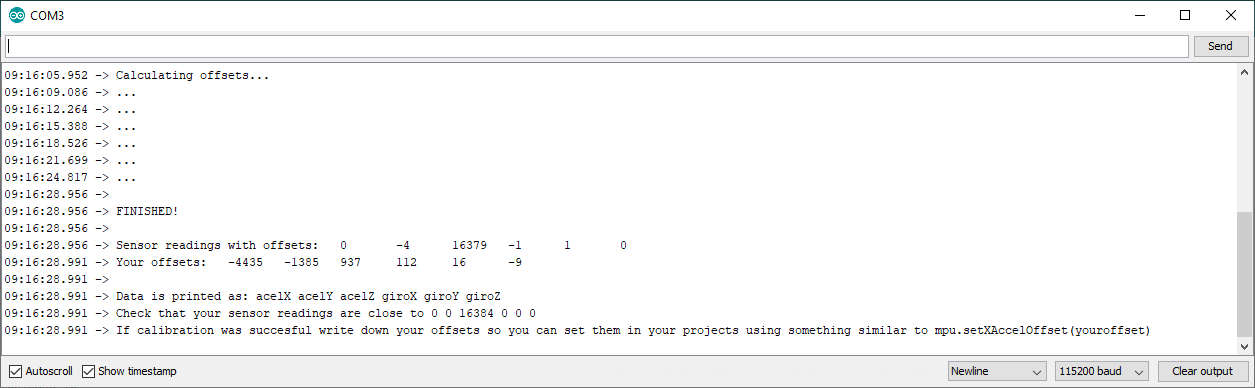 COM3
Send
09:16:05.952 -> Calculating offsets...
09:16:09.086 -> ...
09:16:12.264 -> ...
09:16:15.388 -> ...
09:16:18.526 -> ...
09:16:21.699 -> ...
09:16:24.817 -> ...
09:16:28.956 ->
09:16:28.956 -> FINISHED!
09:16:28.956 ->
09:16:28.956 -> Sensor readings with offsets: 0 -4 16379 -1 1 0
09:16:28.991 -> Your offsets: -4435 -1385 937 112 16 -9
09:16:28.991 ->
09:16:28.991 -> Data is printed as: acelX acelY acelZ giroX giroY giroZ
09:16:28.991 -> Check that your sensor readings are close to 0 0 16384 0 0 0
09:16:28.991 -> If calibration was succesful write down your offsets so you can set them in your projects using something similar to mpu.setXAccelOffset(youroffset)
Autoscroll Show timestamp Newline 115200 baud Clear output